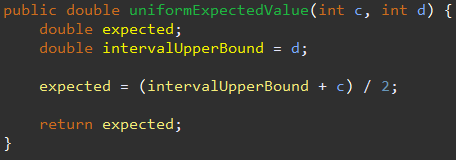 public double uniformExpectedValue(int c, int d) {
    double expected;
    double intervalUpperBound = d;

    expected = (intervalUpperBound + c) / 2;

    return expected;
}